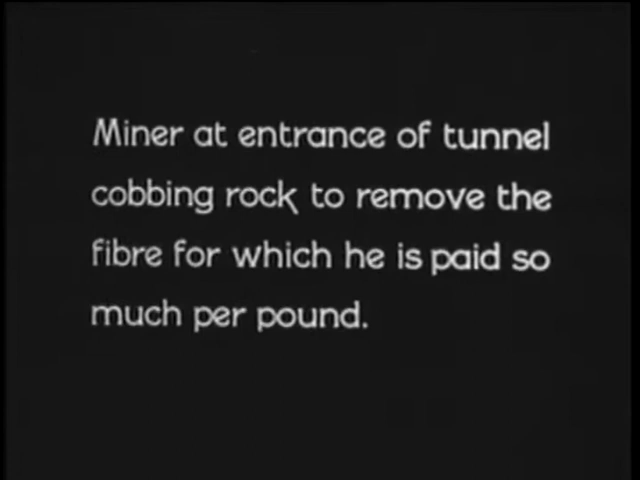 Miner at entrance of tunnel
cobbing rock to remove the
fibre for which he is paid so
much per pound.